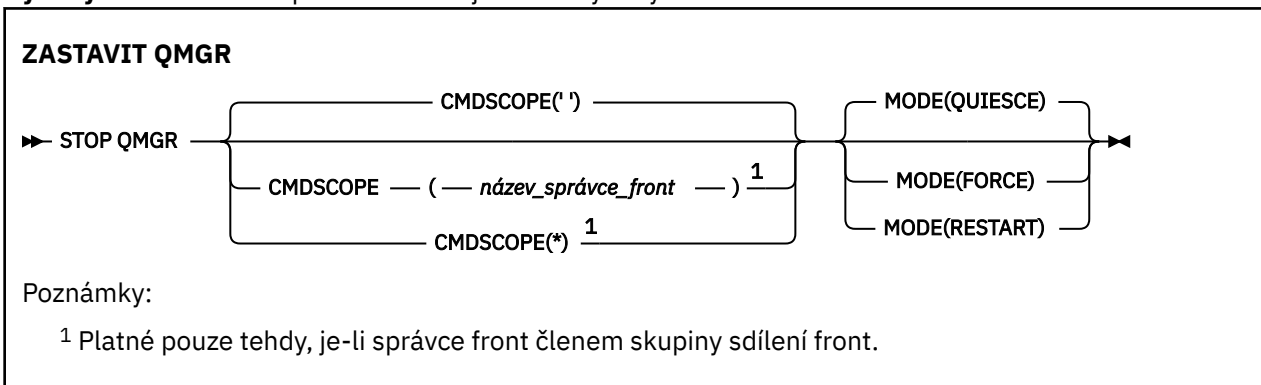 ZASTAVIT QMGR
CMDSCOPE(' ')
MODE(QUIESCE)
STOP QMGR
CMDSCOPE ( název_správce_front ) 1
MODE(FORCE)
CMDSCOPE(*) 1
MODE(RESTART)
Poznámky:
1 Platné pouze tehdy, je-li správce front členem skupiny sdílení front.